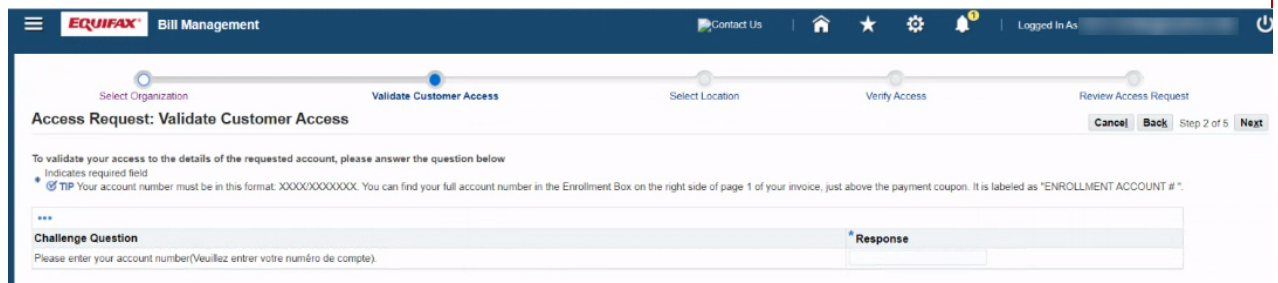 EQUIFAX Bill Management Contact Us 1 Logged In As
Select Organization Validate Customer Access Select Location Verify Access Review Access Request
Access Request: Validate Customer Access Cancel Back Step 2 of 5 Next
To validate your access to the details of the requested account, please answer the question below
Indicates required field
* TIP Your account number must be in this format: XXXX/XXXXXXX. You can find your full account number in the Enrollment Box on the right side of page 1 of your invoice, just above the payment coupon. It is labeled as "ENROLLMENT ACCOUNT # ".
Challenge Question * Response
Please enter your account number(Veuillez entrer votre numéro de compte).